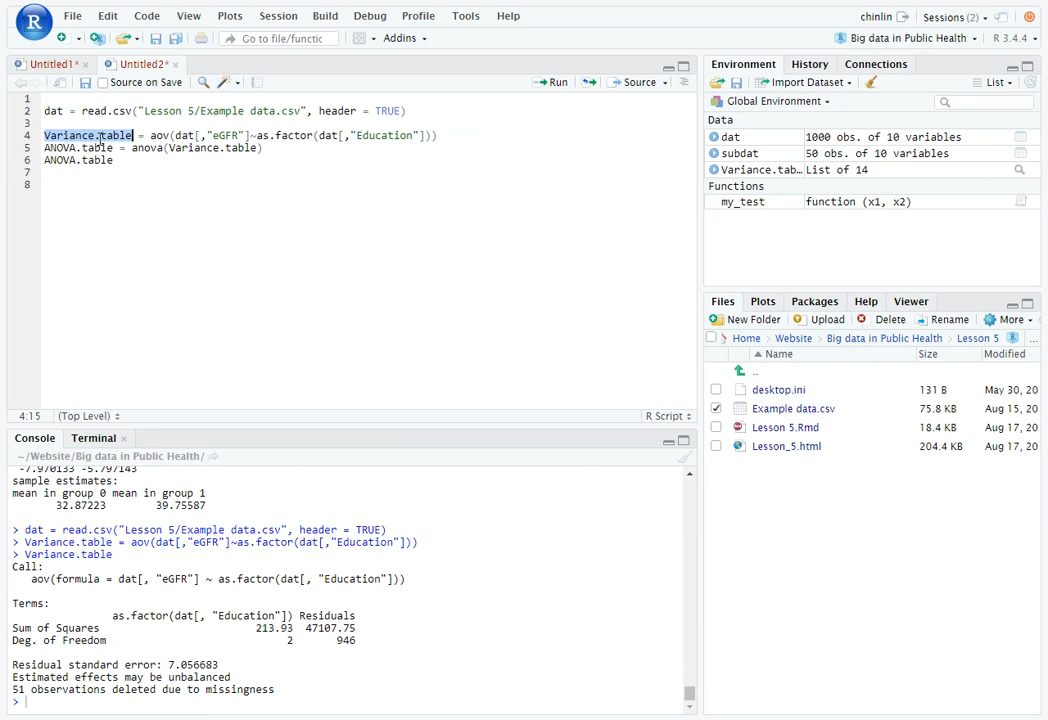 R File Edit Code View Plots Session Build Debug Profile Tools Help chinlin Sessions (2)
Go to file/functic Addins Big data in Public Health R 3.4.4
Untitled1* × Untitled2* ×
Source on Save Run Source
1
2 dat = read.csv("Lesson 5/Example data.csv", header = TRUE)
3
4 Variance.table = aov(dat[,"eGFR"]~as.factor(dat[,"Education"]))
5 ANOVA.table = anova(Variance.table)
6 ANOVA.table
7
8
4:15 (Top Level) R Script
Console Terminal ×
~/Website/Big data in Public Health/
-7.970133 -5.797143
sample estimates:
mean in group 0 mean in group 1
32.87223 39.75587
> dat = read.csv("Lesson 5/Example data.csv", header = TRUE)
> Variance.table = aov(dat[,"eGFR"]~as.factor(dat[,"Education"]))
> Variance.table
Call:
aov(formula = dat[, "eGFR"] ~ as.factor(dat[, "Education"]))
Terms:
as.factor(dat[, "Education"]) Residuals
Sum of Squares 213.93 47107.75
Deg. of Freedom 2 946
Residual standard error: 7.056683
Estimated effects may be unbalanced
51 observations deleted due to missingness
>
Environment History Connections
Import Dataset List
Global Environment
Data
dat 1000 obs. of 10 variables
subdat 50 obs. of 10 variables
Variance.tab… List of 14
Functions
my_test function (x1, x2)
Files Plots Packages Help Viewer
New Folder Upload Delete Rename More
Home Website Big data in Public Health Lesson 5 ...
Name Size Modified
..
desktop.ini 131 B May 30, 20
Example data.csv 75.8 KB Aug 15, 20
Lesson 5.Rmd 18.4 KB Aug 17, 20
Lesson_5.html 204.4 KB Aug 17, 20